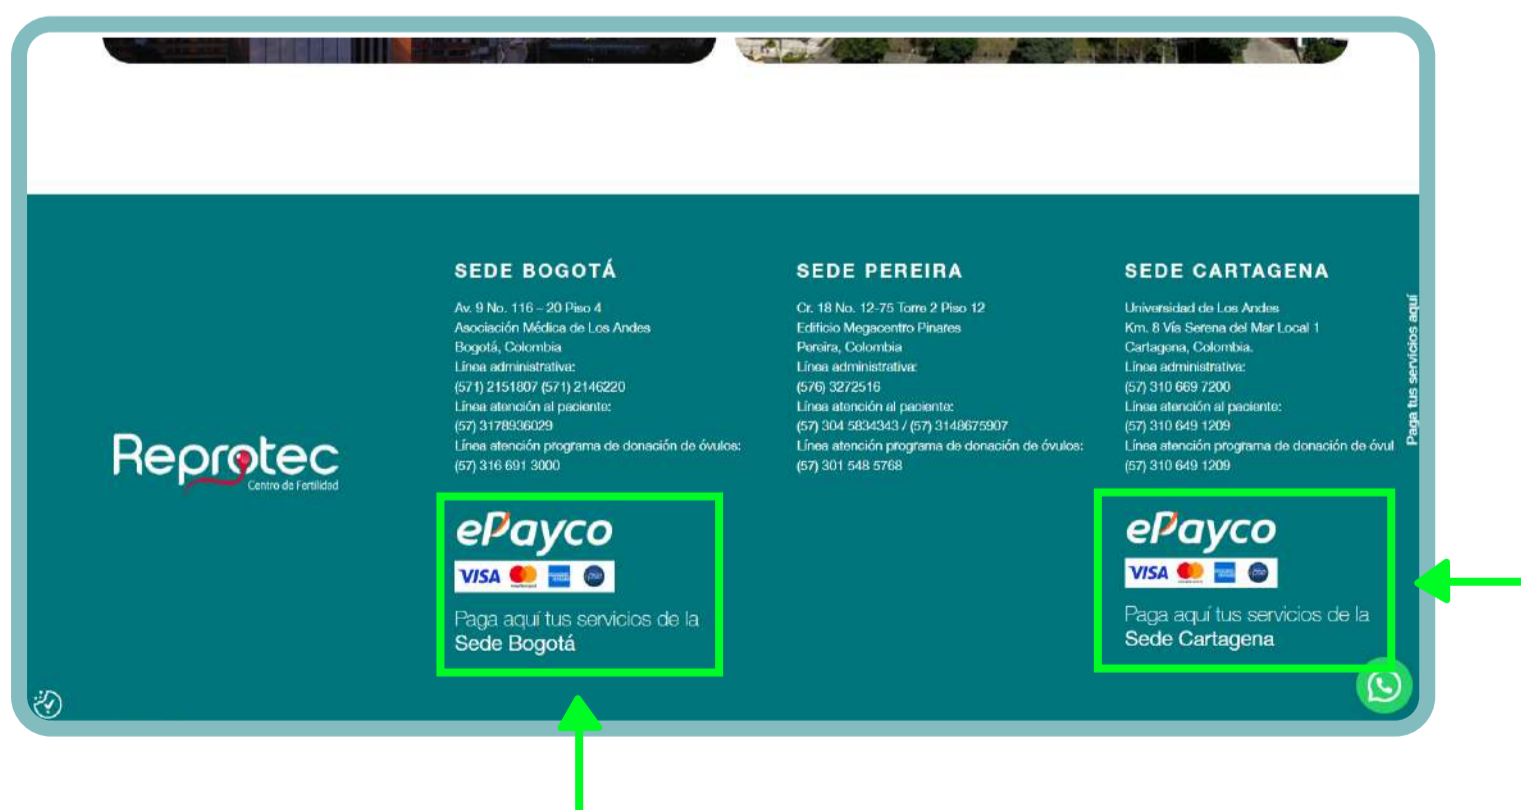 SEDE BOGOTÁ
Av. 9 No. 116 – 20 Piso 4
Asociación Médica de Los Andes
Bogotá, Colombia
Línea administrativa:
(571) 2151807 (571) 2146220
Línea atención al paciente:
(57) 3178936029
Línea atención programa de donación de óvulos:
(57) 316 691 3000
ePayco
VISA
mastercard
AMERICAN EXPRESS
pse
Paga aquí tus servicios de la
Sede Bogotá
SEDE PEREIRA
Cr. 18 No. 12-75 Torre 2 Piso 12
Edificio Megacentro Pinares
Pereira, Colombia
Línea administrativa:
(576) 3272516
Línea atención al paciente:
(57) 304 5834343 / (57) 3148675907
Línea atención programa de donación de óvulos:
(57) 301 548 5768
SEDE CARTAGENA
Universidad de Los Andes
Km. 8 Vía Serena del Mar Local 1
Cartagena, Colombia.
Línea administrativa:
(57) 310 669 7200
Línea atención al paciente:
(57) 310 649 1209
Línea atención programa de donación de óvul
(57) 310 649 1209
ePayco
VISA
pse
Paga aquí tus servicios de la
Sede Cartagena
Paga tus servicios aquí
Reprotec
Centro de Fertilidad